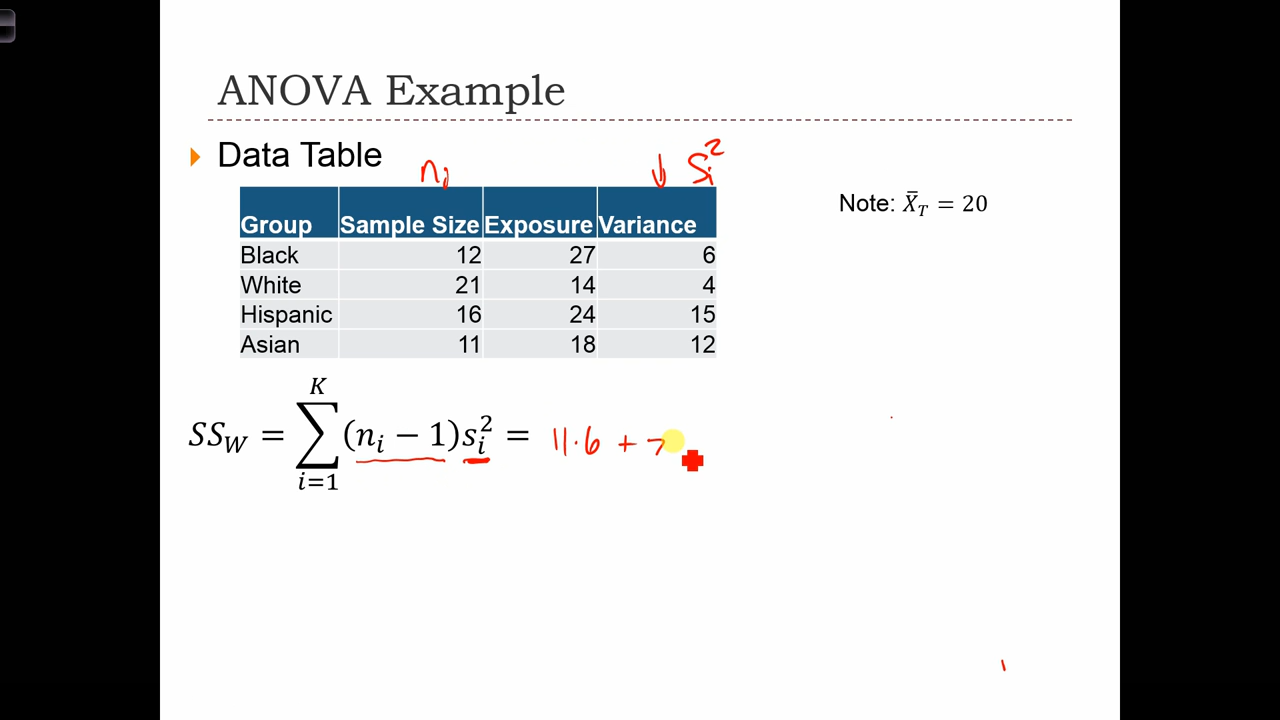 ANOVA Example
Data Table
n_i
↓ S_i^2
Note: X̄_T = 20
Group Sample Size Exposure Variance
Black 12 27 6
White 21 14 4
Hispanic 16 24 15
Asian 11 18 12
SS_W = ∑_{i=1}^{K} (n_i − 1)s_i^2 = 11·6 +